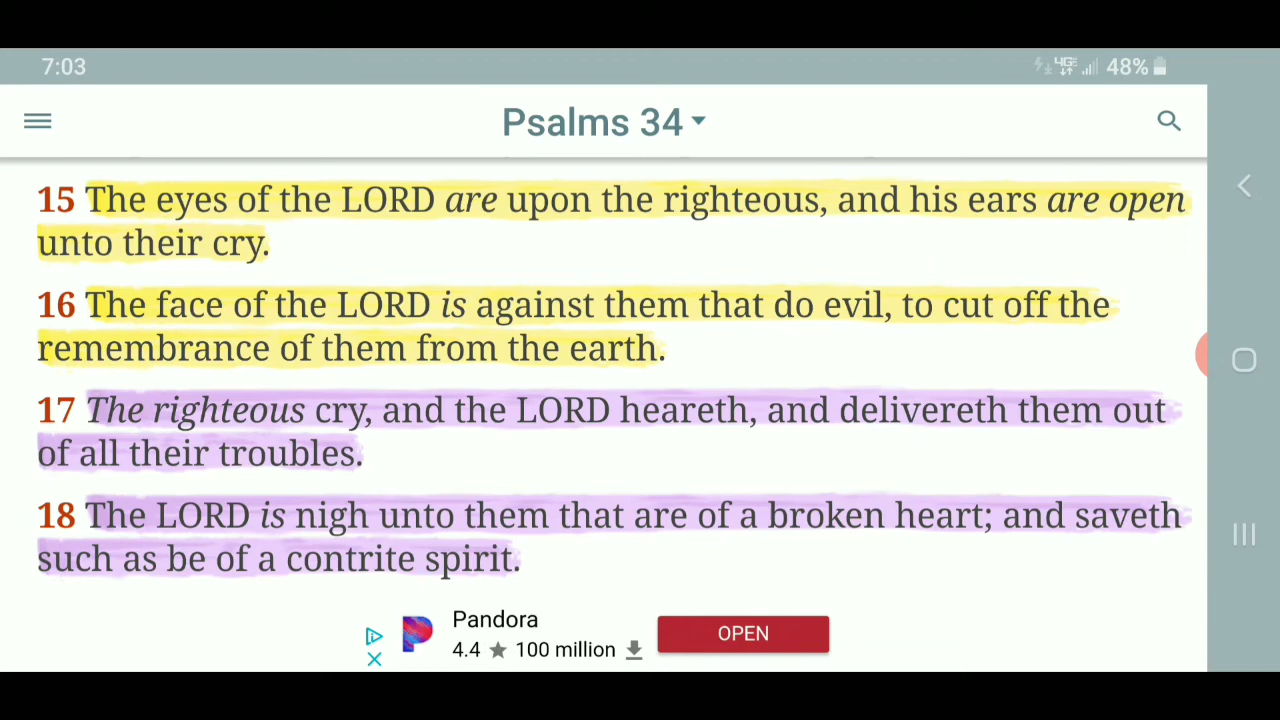 7:03
4G 48%
Psalms 34
15 The eyes of the LORD are upon the righteous, and his ears are open
unto their cry.
16 The face of the LORD is against them that do evil, to cut off the
remembrance of them from the earth.
17 The righteous cry, and the LORD heareth, and delivereth them out
of all their troubles.
18 The LORD is nigh unto them that are of a broken heart; and saveth
such as be of a contrite spirit.
Pandora
4.4 ★ 100 million
OPEN